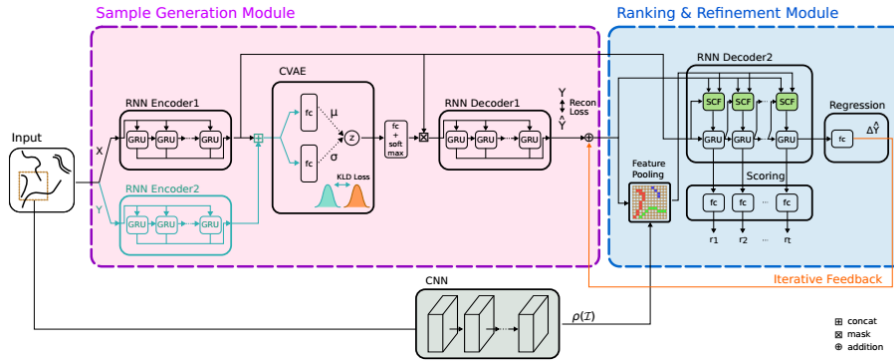 Sample Generation Module
Ranking & Refinement Module
RNN Decoder2
CVAE
RNN Encoder1
RNN Decoder1
Input
X
Y
GRU GRU GRU
RNN Encoder2
GRU GRU GRU
fc
fc
μ
σ
z
KLD Loss
fc
+
soft
max
GRU GRU GRU
Y
Ŷ
Recon
Loss
SCF SCF SCF
GRU GRU GRU
Regression
fc
ΔŶ
Feature
Pooling
Scoring
fc fc fc
r1 r2 rt
Iterative Feedback
CNN
ρ(I)
concat
mask
addition